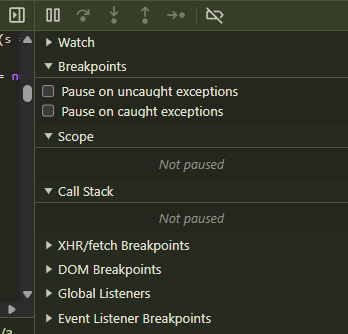 (s =
Watch
= nu
Breakpoints
Pause on uncaught exceptions
Pause on caught exceptions
Scope
Not paused
Call Stack
Not paused
XHR/fetch Breakpoints
DOM Breakpoints
Global Listeners
Event Listener Breakpoints